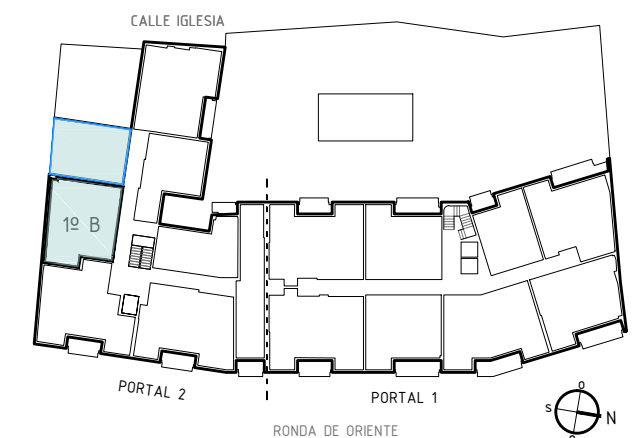 CALLE IGLESIA
1º B
PORTAL 2
PORTAL 1
RONDA DE ORIENTE
O
S
N